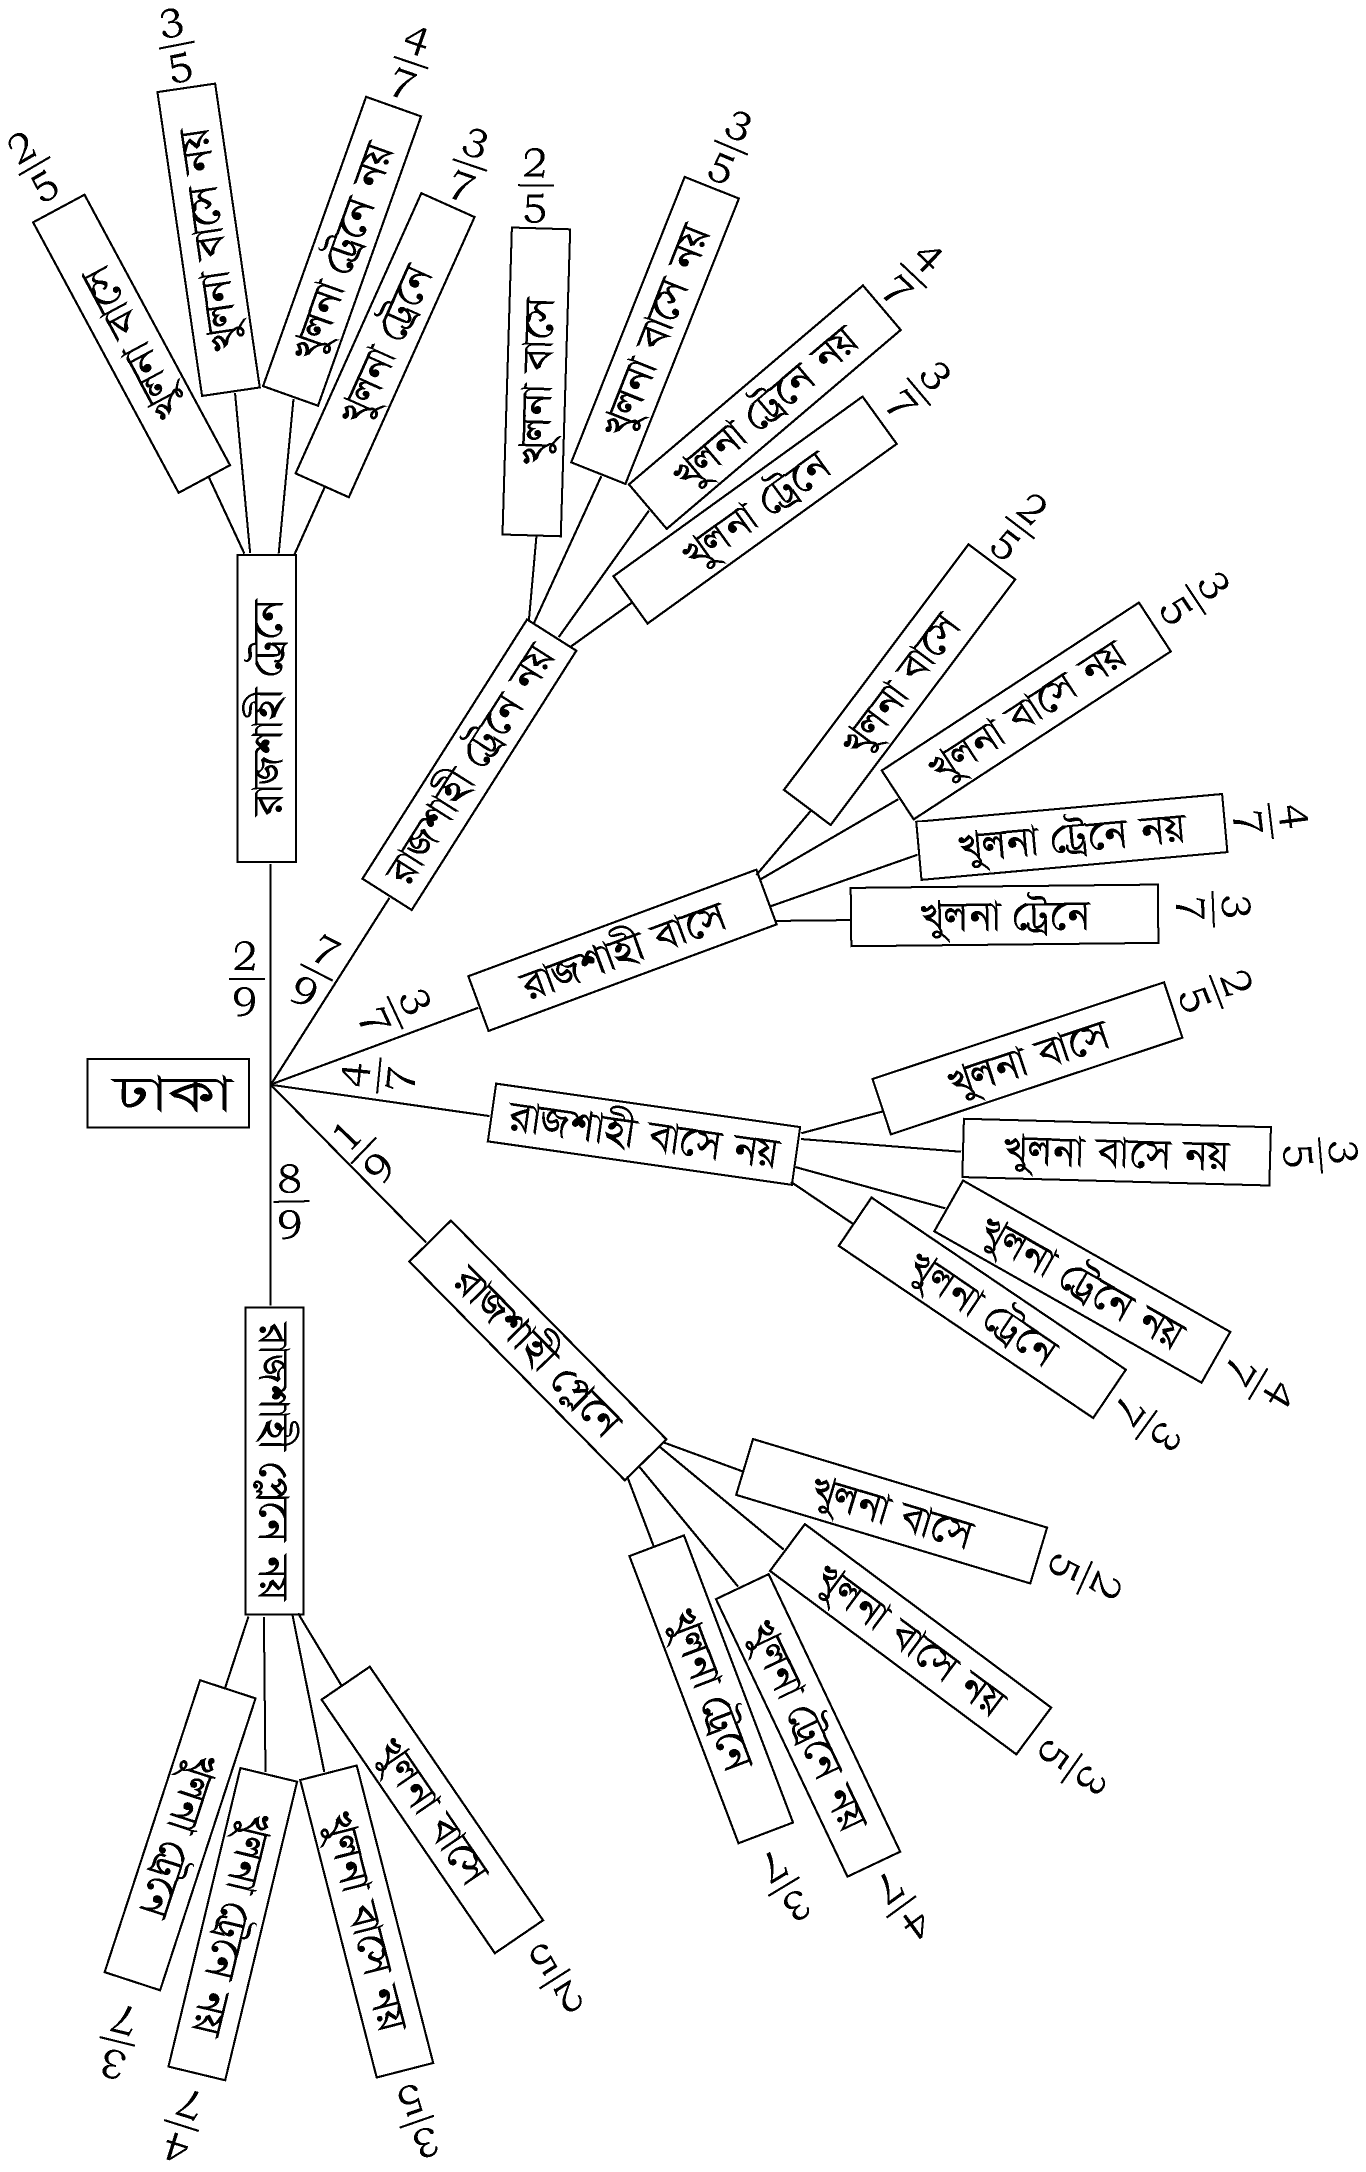 ঢাকা
2/9
রাজশাহী ট্রেনে
খুলনা বাসে
2/5
খুলনা বাসে নয়
3/5
খুলনা ট্রেনে নয়
4/7
খুলনা ট্রেনে
3/7
7/9
রাজশাহী ট্রেনে নয়
খুলনা বাসে
2/5
খুলনা বাসে নয়
3/5
খুলনা ট্রেনে নয়
4/7
খুলনা ট্রেনে
3/7
3/7
রাজশাহী বাসে
খুলনা বাসে
2/5
খুলনা বাসে নয়
3/5
খুলনা ট্রেনে নয়
4/7
খুলনা ট্রেনে
3/7
4/7
রাজশাহী বাসে নয়
খুলনা বাসে
2/5
খুলনা বাসে নয়
3/5
খুলনা ট্রেনে নয়
4/7
খুলনা ট্রেনে
3/7
1/9
রাজশাহী প্লেনে
খুলনা বাসে
2/5
খুলনা বাসে নয়
3/5
খুলনা ট্রেনে নয়
4/7
খুলনা ট্রেনে
3/7
8/9
রাজশাহী প্লেনে নয়
খুলনা বাসে
2/5
খুলনা বাসে নয়
3/5
খুলনা ট্রেনে নয়
4/7
খুলনা ট্রেনে
3/7